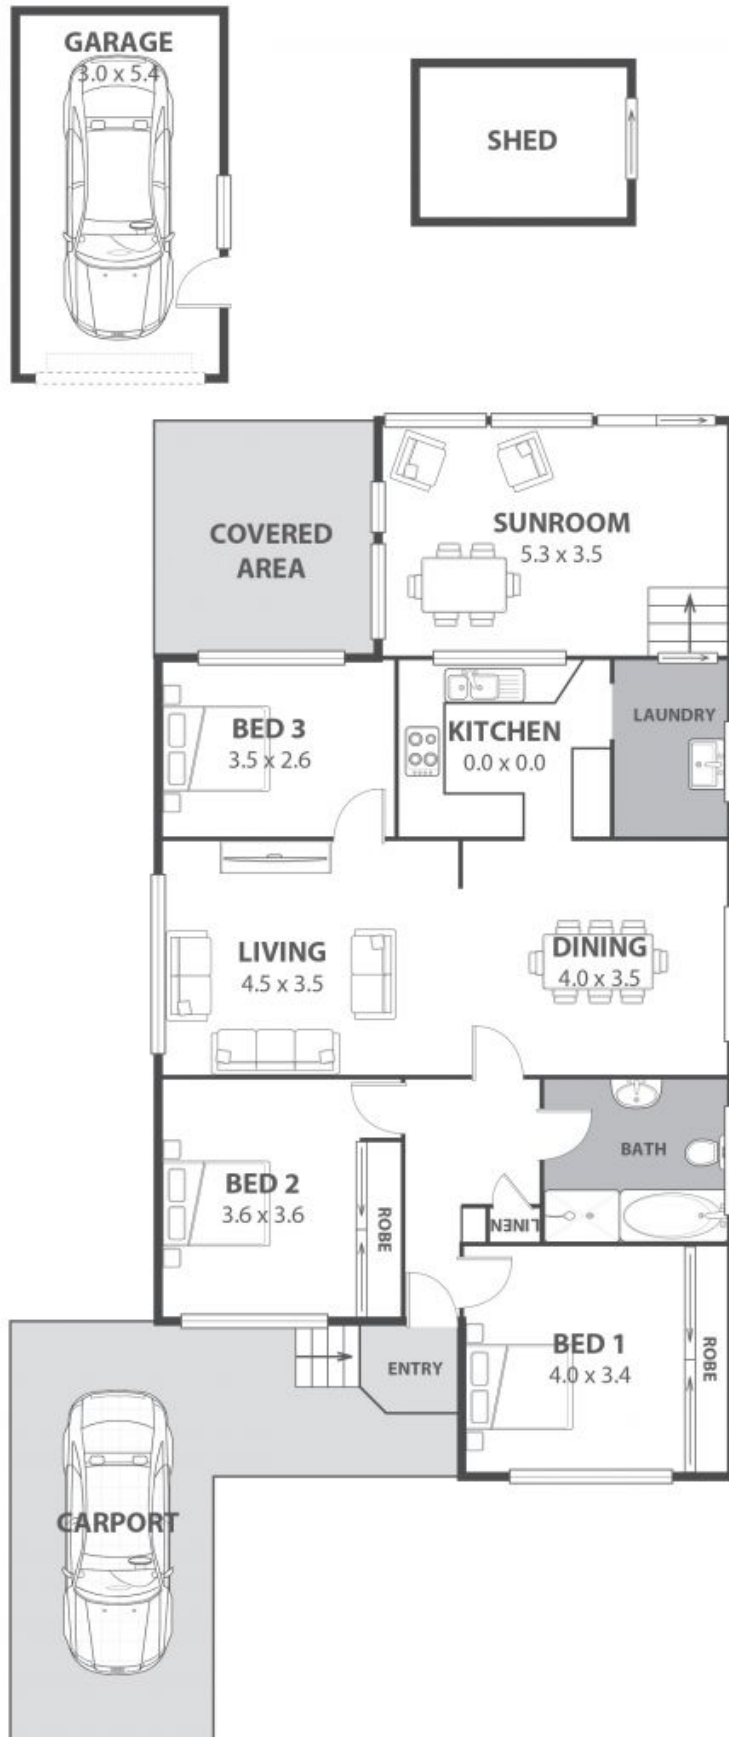 GARAGE
3.0 x 5.4
SHED
COVERED
AREA
SUNROOM
5.3 x 3.5
BED 3
3.5 x 2.6
KITCHEN
0.0 x 0.0
LAUNDRY
LIVING
4.5 x 3.5
DINING
4.0 x 3.5
BED 2
3.6 x 3.6
ROBE
BATH
LINEN
ENTRY
BED 1
4.0 x 3.4
ROBE
CARPORT